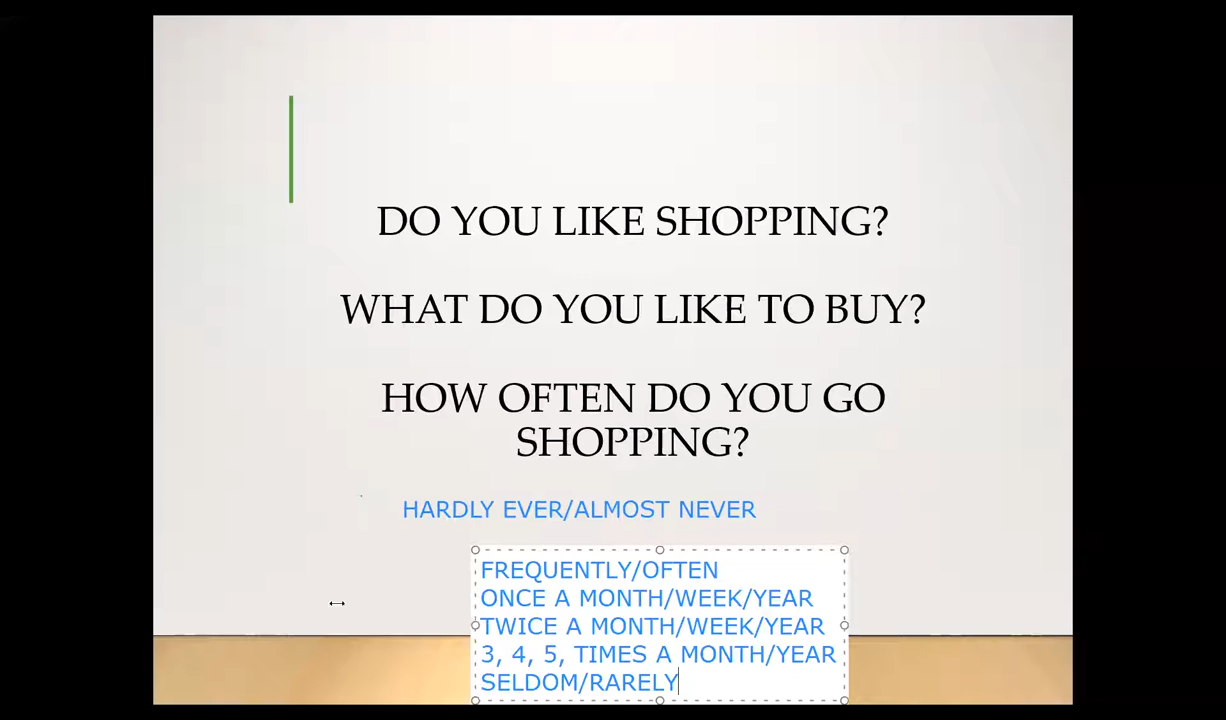 DO YOU LIKE SHOPPING?
WHAT DO YOU LIKE TO BUY?
HOW OFTEN DO YOU GO
SHOPPING?
HARDLY EVER/ALMOST NEVER
FREQUENTLY/OFTEN
ONCE A MONTH/WEEK/YEAR
TWICE A MONTH/WEEK/YEAR
3, 4, 5, TIMES A MONTH/YEAR
SELDOM/RARELY